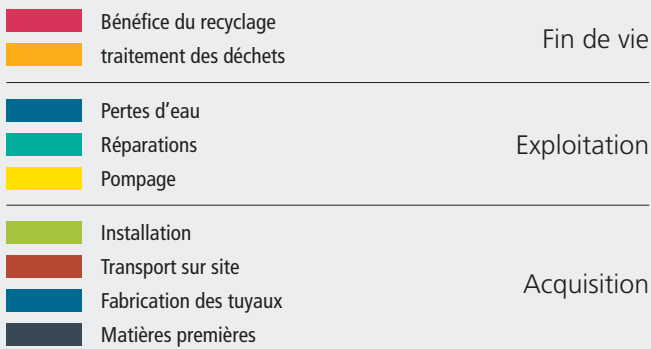 Bénéfice du recyclage
traitement des déchets
Fin de vie
Pertes d'eau
Réparations
Pompage
Exploitation
Installation
Transport sur site
Fabrication des tuyaux
Matières premières
Acquisition